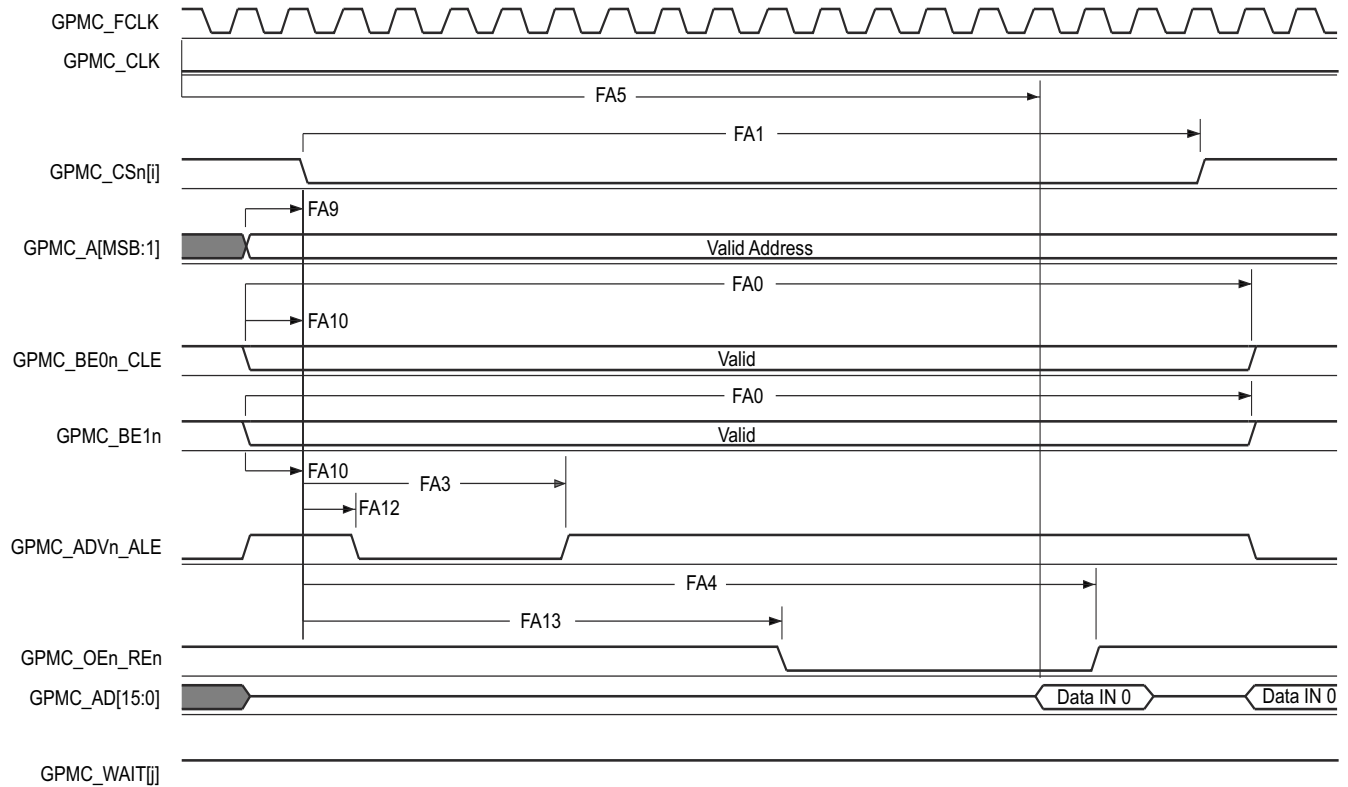 GPMC_FCLK
GPMC_CLK
FA5
FA1
GPMC_CSn[i]
FA9
GPMC_A[MSB:1]
Valid Address
FA0
FA10
GPMC_BE0n_CLE
Valid
FA0
GPMC_BE1n
Valid
FA10
FA3
FA12
GPMC_ADVn_ALE
FA4
FA13
GPMC_OEn_REn
GPMC_AD[15:0]
Data IN 0
Data IN 0
GPMC_WAIT[j]